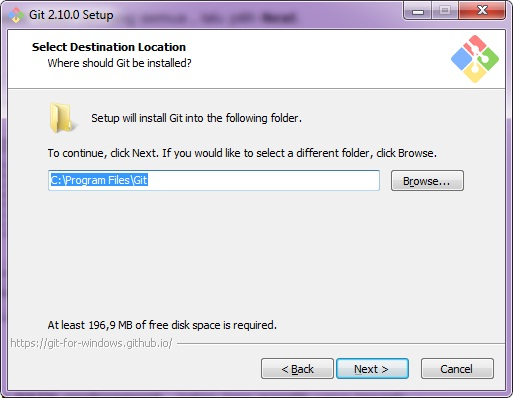 Git 2.10.0 Setup
Select Destination Location
Where should Git be installed?
Setup will install Git into the following folder.
To continue, click Next. If you would like to select a different folder, click Browse.
C:\Program Files\Git
Browse...
At least 196,9 MB of free disk space is required.
https://git-for-windows.github.io/
< Back
Next >
Cancel